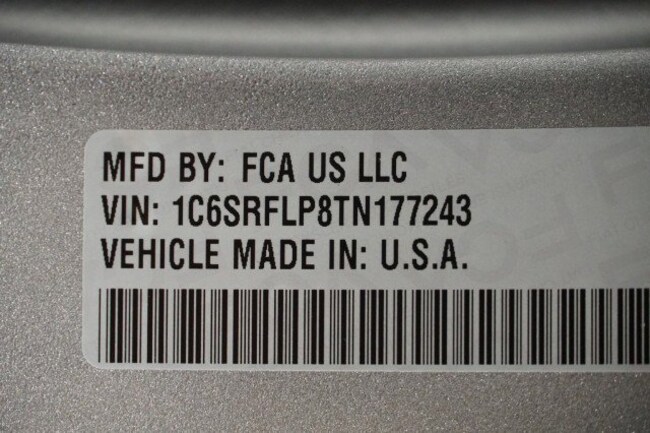 MFD BY: FCA US LLC
VIN: 1C6SRFLP8TN177243
VEHICLE MADE IN: U.S.A.